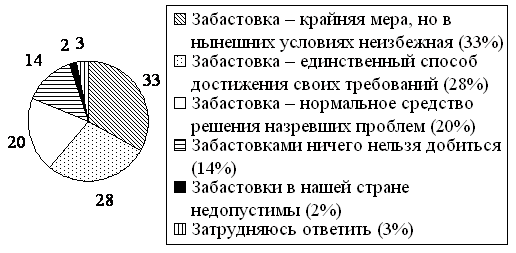 2 3
14
33
20
28
Забастовка – крайняя мера, но в
нынешних условиях неизбежная (33%)
Забастовка – единственный способ
достижения своих требований (28%)
Забастовка – нормальное средство
решения назревших проблем (20%)
Забастовками ничего нельзя добиться
(14%)
Забастовки в нашей стране
недопустимы (2%)
Затрудняюсь ответить (3%)